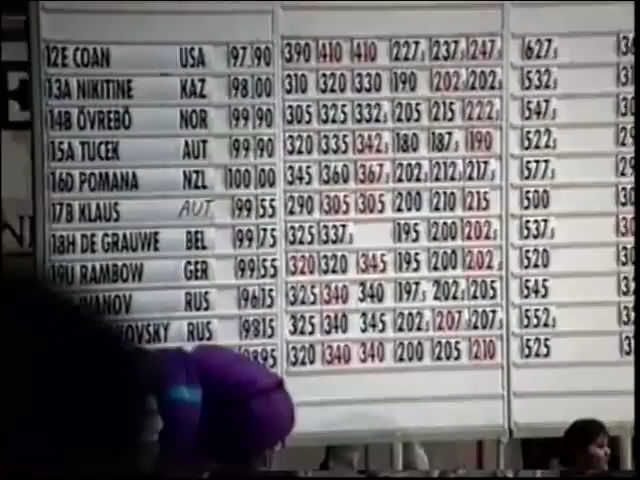 12E COAN USA 97 90 390 410 410 227,5 237,5 247,5 627,5
13A NIKITINE KAZ 98 00 310 320 330 190 202,5 202,5 532,5
14B ÖVREBÖ NOR 99 90 305 325 332,5 205 215 222,5 547,5
15A TUCEK AUT 99 90 320 335 342,5 180 187,5 190 522,5
16D POMANA NZL 100 00 345 360 367,5 202,5 212,5 217,5 577,5
17B KLAUS AUT 99 55 290 305 305 200 210 215 500
18H DE GRAUWE BEL 99 75 325 337,5 195 200 202,5 537,5
19U RAMBOW GER 99 55 320 320 345 195 200 202,5 520
IVANOV RUS 96 15 325 340 340 197,5 202,5 205 545
KOVSKY RUS 98 15 325 340 345 202,5 207,5 207,5 552,5
95 320 340 340 200 205 210 525